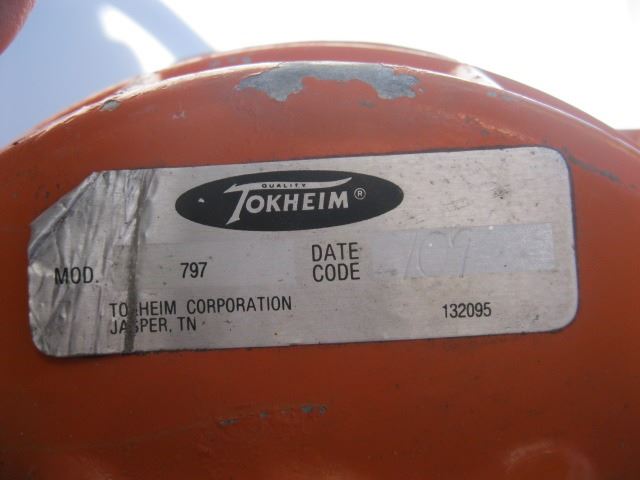 QUALITY
TOKHEIM ®
MOD. 797 DATE CODE
TOKHEIM CORPORATION
JASPER, TN 132095